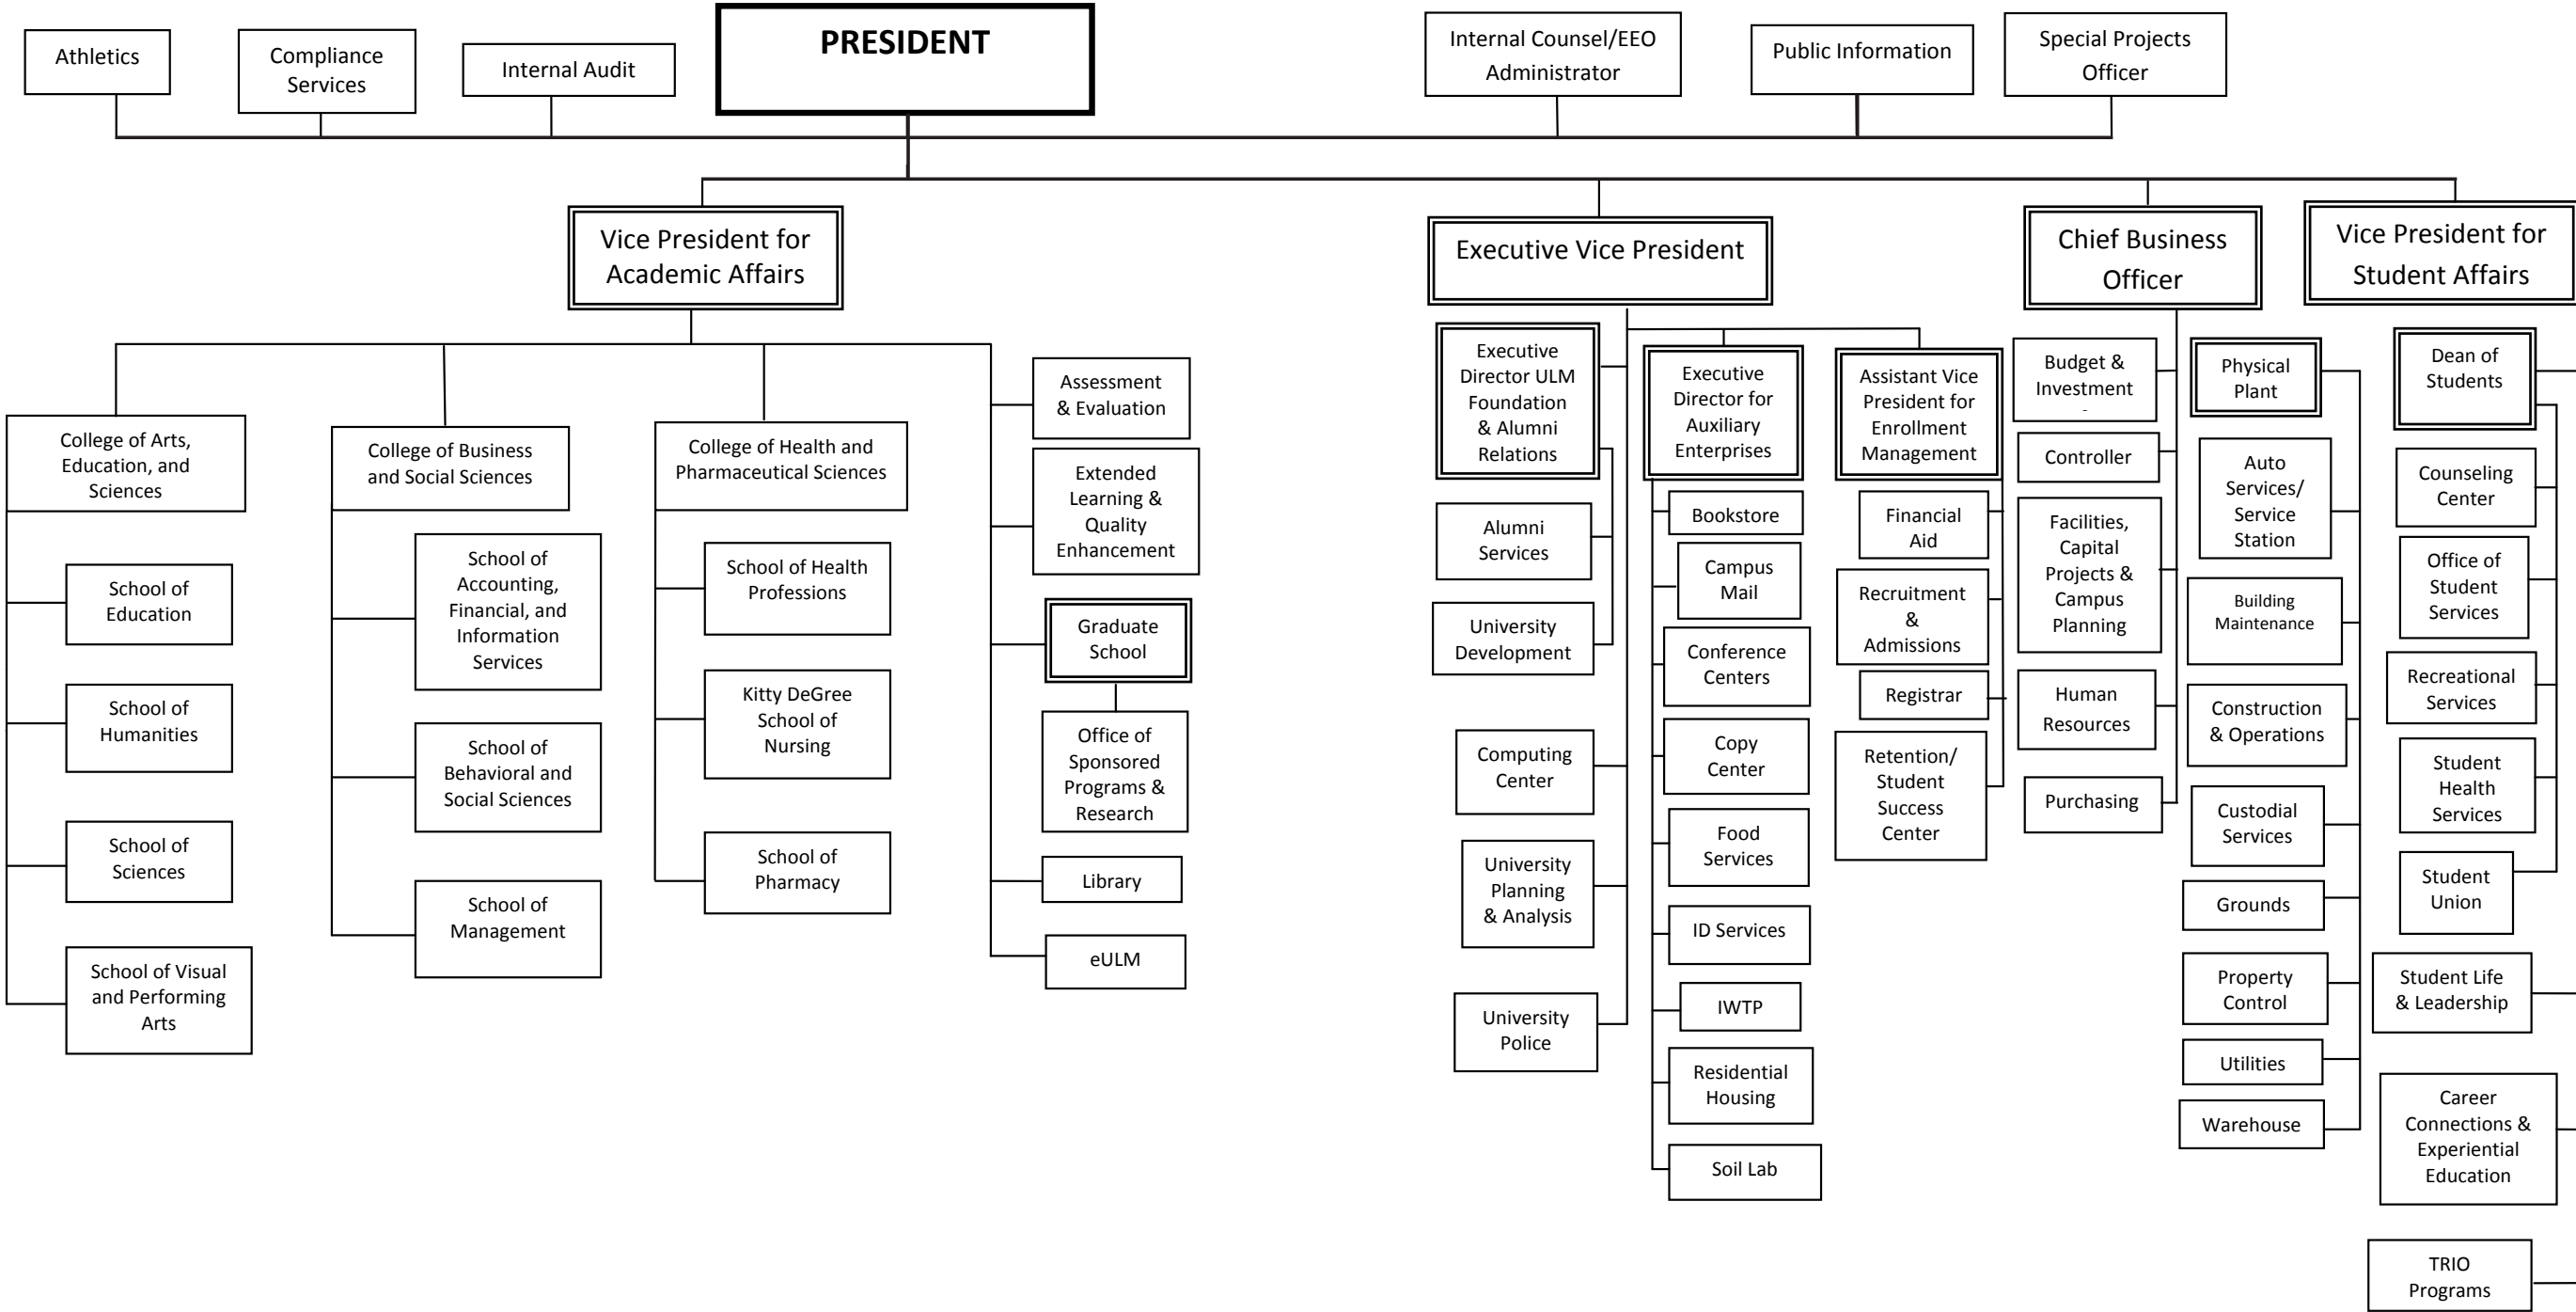 Athletics
Compliance
Services
Internal Audit
PRESIDENT
Internal Counsel/EEO
Administrator
Public Information
Special Projects
Officer
Vice President for
Academic Affairs
Executive Vice President
Chief Business
Officer
Vice President for
Student Affairs
College of Arts,
Education, and
Sciences
School of
Education
School of
Humanities
School of
Sciences
School of Visual
and Performing
Arts
College of Business
and Social Sciences
School of
Accounting,
Financial, and
Information
Services
School of
Behavioral and
Social Sciences
School of
Management
College of Health and
Pharmaceutical Sciences
School of Health
Professions
Kitty DeGree
School of
Nursing
School of
Pharmacy
Assessment
& Evaluation
Extended
Learning &
Quality
Enhancement
Graduate
School
Office of
Sponsored
Programs &
Research
Library
eULM
Executive
Director ULM
Foundation
& Alumni
Relations
Alumni
Services
University
Development
Computing
Center
University
Planning
& Analysis
University
Police
Executive
Director for
Auxiliary
Enterprises
Bookstore
Campus
Mail
Conference
Centers
Copy
Center
Food
Services
ID Services
IWTP
Residential
Housing
Soil Lab
Assistant Vice
President for
Enrollment
Management
Financial
Aid
Recruitment
&
Admissions
Registrar
Retention/
Student
Success
Center
Budget &
Investment
Controller
Facilities,
Capital
Projects &
Campus
Planning
Human
Resources
Purchasing
Physical
Plant
Auto
Services/
Service
Station
Building
Maintenance
Construction
& Operations
Custodial
Services
Grounds
Property
Control
Utilities
Warehouse
Dean of
Students
Counseling
Center
Office of
Student
Services
Recreational
Services
Student
Health
Services
Student
Union
Student Life
& Leadership
Career
Connections &
Experiential
Education
TRIO
Programs